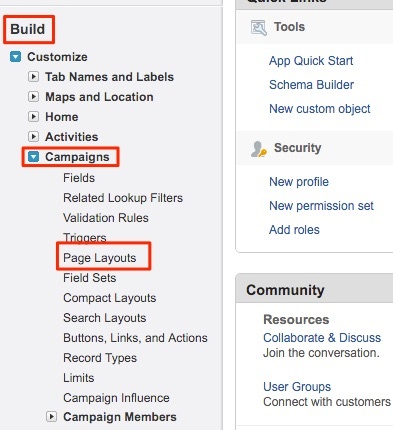 Build
Customize
Tab Names and Labels
Maps and Location
Home
Activities
Campaigns
Fields
Related Lookup Filters
Validation Rules
Triggers
Page Layouts
Field Sets
Compact Layouts
Search Layouts
Buttons, Links, and Actions
Record Types
Limits
Campaign Influence
Campaign Members
Quick Links
Tools
App Quick Start
Schema Builder
New custom object
Security
New profile
New permission set
Add roles
Community
Resources
Collaborate & Discuss
Join the conversation.
User Groups
Connect with customers